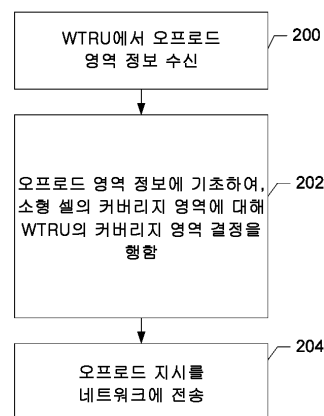 WTRU에서 오프로드
영역 정보 수신
200
오프로드 영역 정보에 기초하여,
소형 셀의 커버리지 영역에 대해
WTRU의 커버리지 영역 결정을
행함
202
오프로드 지시를
네트워크에 전송
204